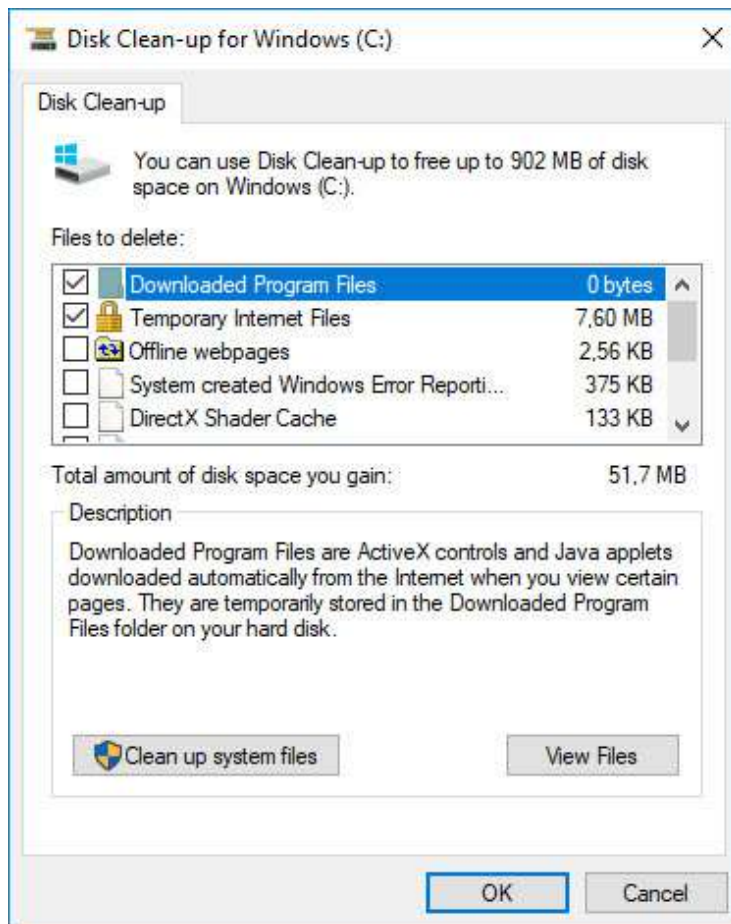 Disk Clean-up for Windows (C:)
Disk Clean-up
You can use Disk Clean-up to free up to 902 MB of disk
space on Windows (C:).
Files to delete:
Downloaded Program Files 0 bytes
Temporary Internet Files 7,60 MB
Offline webpages 2,56 KB
System created Windows Error Reporti... 375 KB
DirectX Shader Cache 133 KB
Total amount of disk space you gain: 51,7 MB
Description
Downloaded Program Files are ActiveX controls and Java applets
downloaded automatically from the Internet when you view certain
pages. They are temporarily stored in the Downloaded Program
Files folder on your hard disk.
Clean up system files View Files
OK Cancel